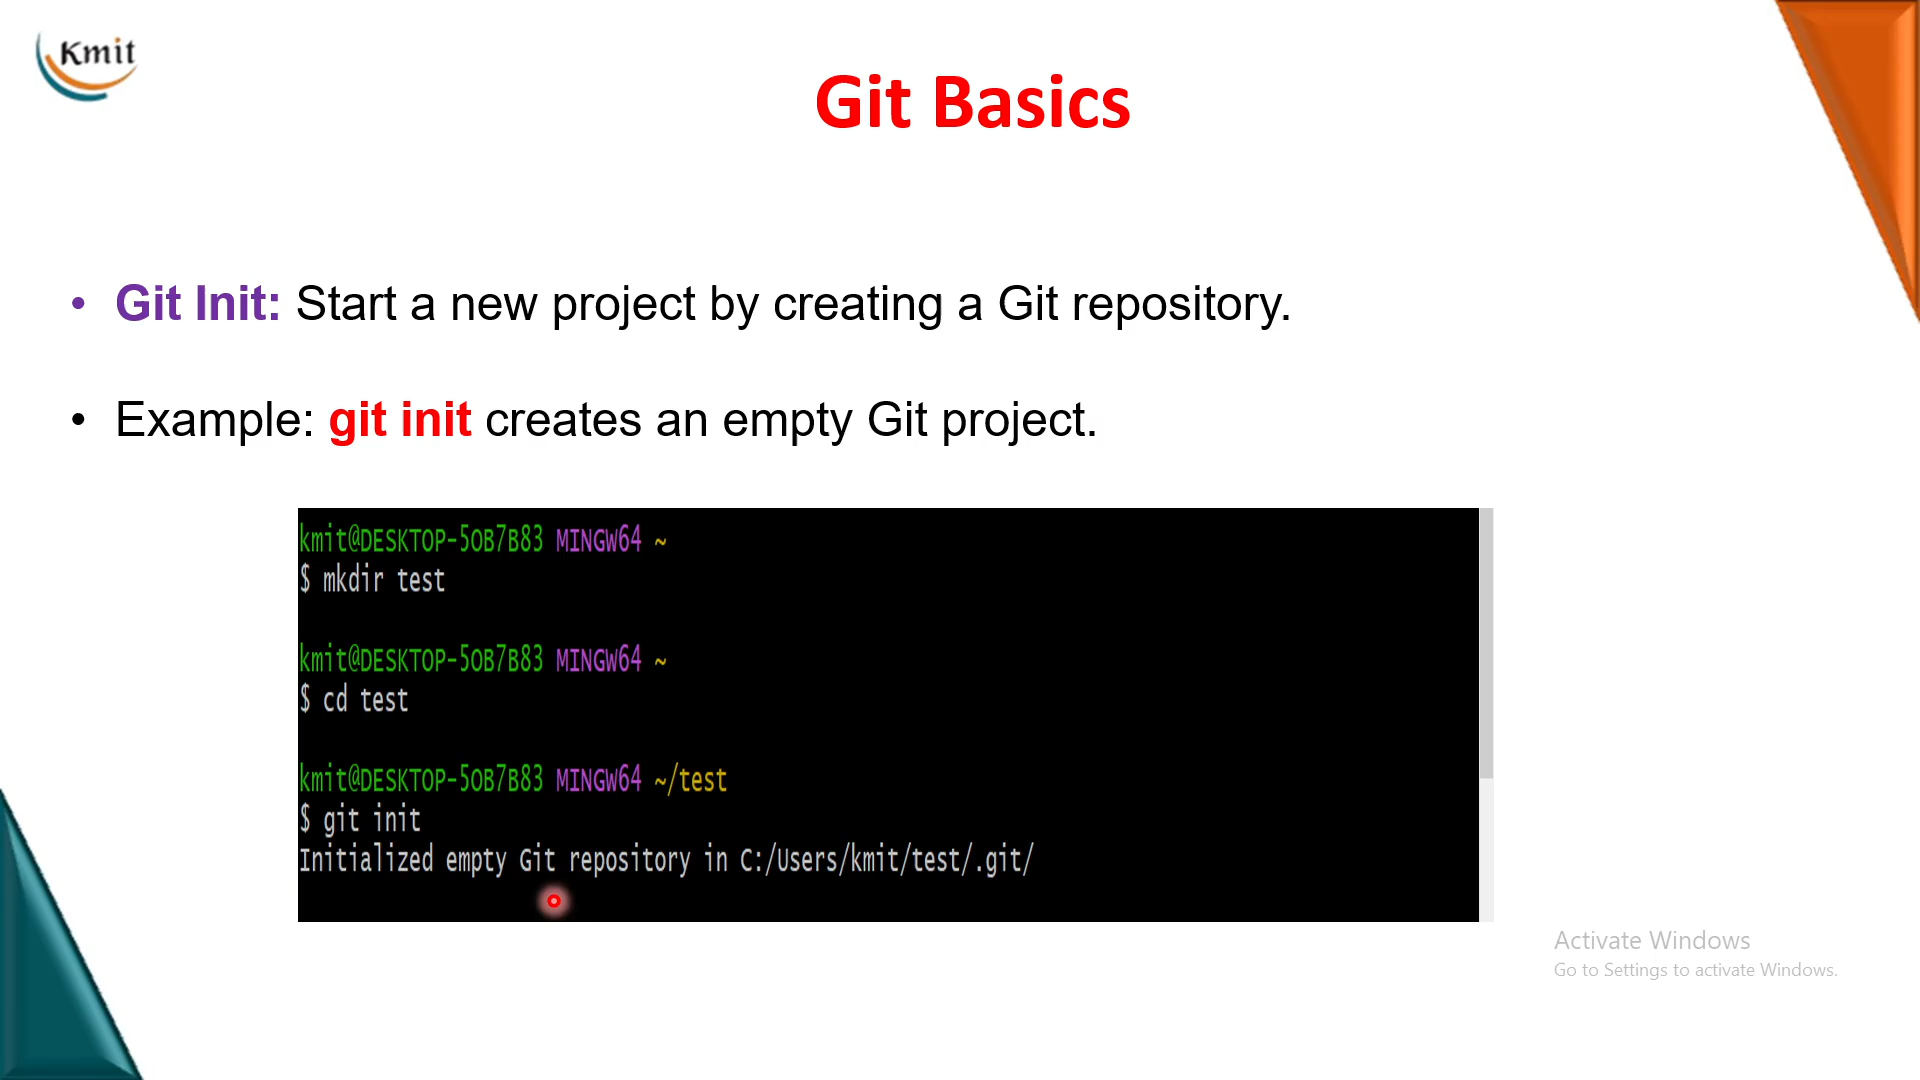 Kmit
Git Basics
• Git Init: Start a new project by creating a Git repository.
• Example: git init creates an empty Git project.
kmit@DESKTOP-5OB7B83 MINGW64 ~
$ mkdir test
kmit@DESKTOP-5OB7B83 MINGW64 ~
$ cd test
kmit@DESKTOP-5OB7B83 MINGW64 ~/test
$ git init
Initialized empty Git repository in C:/Users/kmit/test/.git/
Activate Windows
Go to Settings to activate Windows.